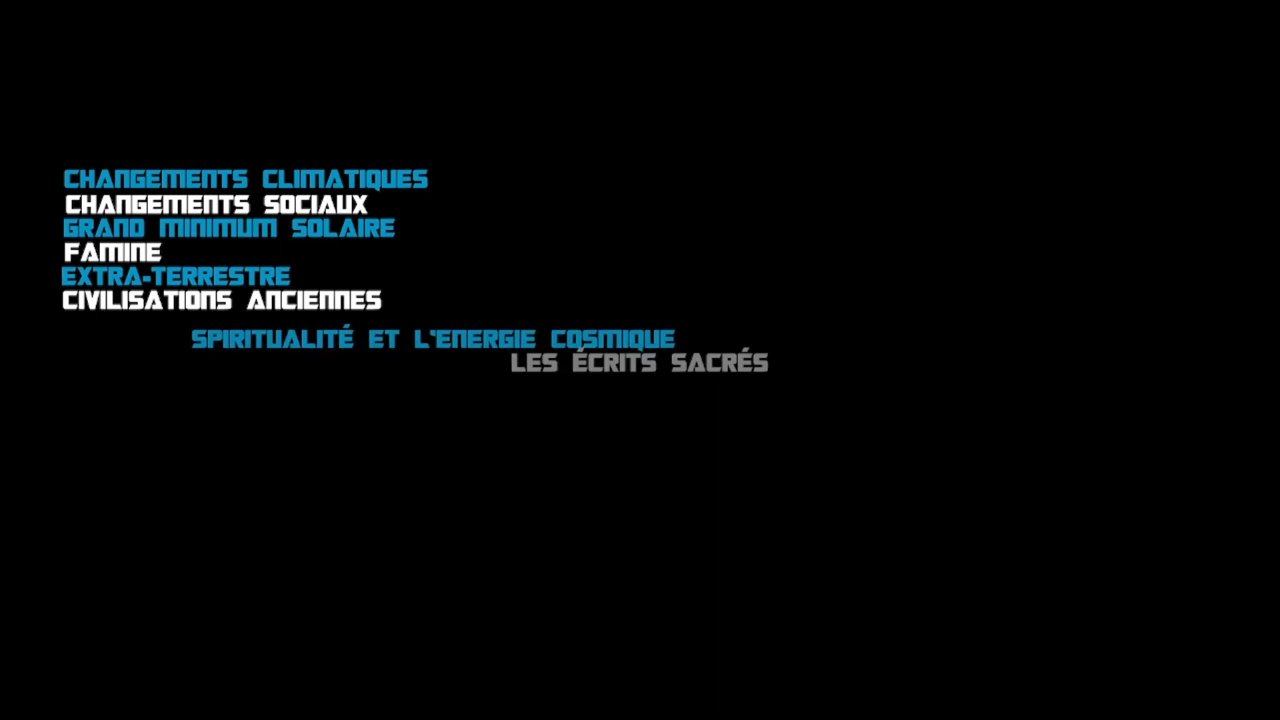 CHANGEMENTS CLIMATIQUES
CHANGEMENTS SOCIAUX
GRAND MINIMUM SOLAIRE
FAMINE
EXTRA-TERRESTRE
CIVILISATIONS ANCIENNES
SPIRITUALITÉ ET L'ENERGIE COSMIQUE
LES ÉCRITS SACRÉS